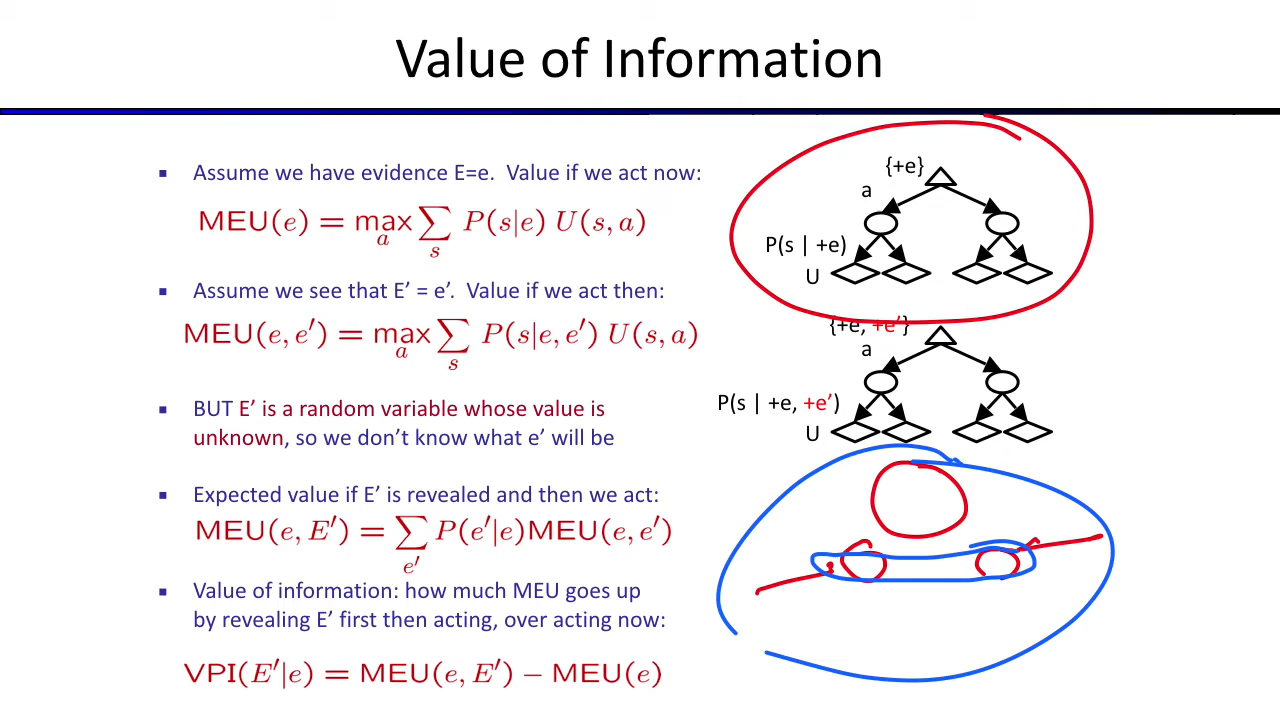 Value of Information
▪ Assume we have evidence E=e. Value if we act now:
MEU(e) = max_a ∑_s P(s|e) U(s, a)
▪ Assume we see that E’ = e’. Value if we act then:
MEU(e, e′) = max_a ∑_s P(s|e, e′) U(s, a)
▪ BUT E’ is a random variable whose value is
unknown, so we don’t know what e’ will be
▪ Expected value if E’ is revealed and then we act:
MEU(e, E′) = ∑_e′ P(e′|e)MEU(e, e′)
▪ Value of information: how much MEU goes up
by revealing E’ first then acting, over acting now:
VPI(E′|e) = MEU(e, E′) − MEU(e)
{+e}
a
P(s | +e)
U
{+e, +e’}
a
P(s | +e, +e’)
U